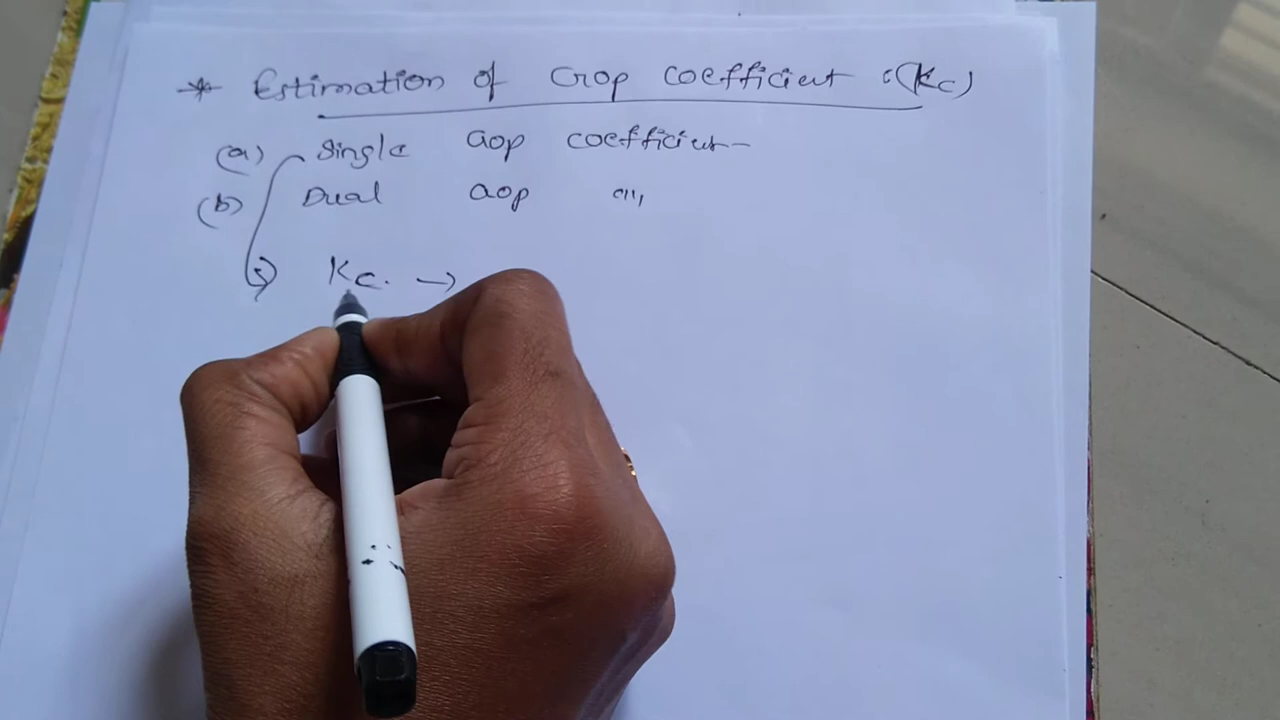 * Estimation of Crop coefficient :(Kc)
(a) Single crop coefficient
(b) Dual crop "
Kc. →